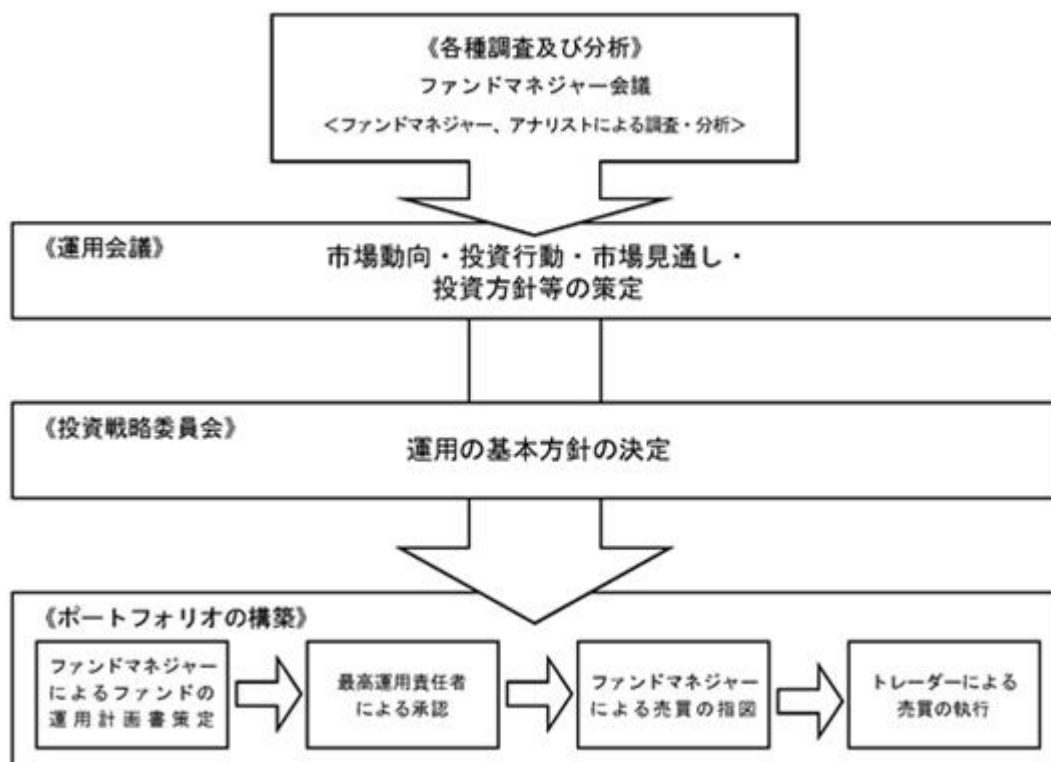 《各種調査及び分析》
ファンドマネジャー会議
＜ファンドマネジャー、アナリストによる調査・分析＞
《運用会議》
市場動向・投資行動・市場見通し・
投資方針等の策定
《投資戦略委員会》
運用の基本方針の決定
《ポートフォリオの構築》
ファンドマネジャー
によるファンドの
運用計画書策定
最高運用責任者
による承認
ファンドマネジャー
による売買の指図
トレーダーによる
売買の執行